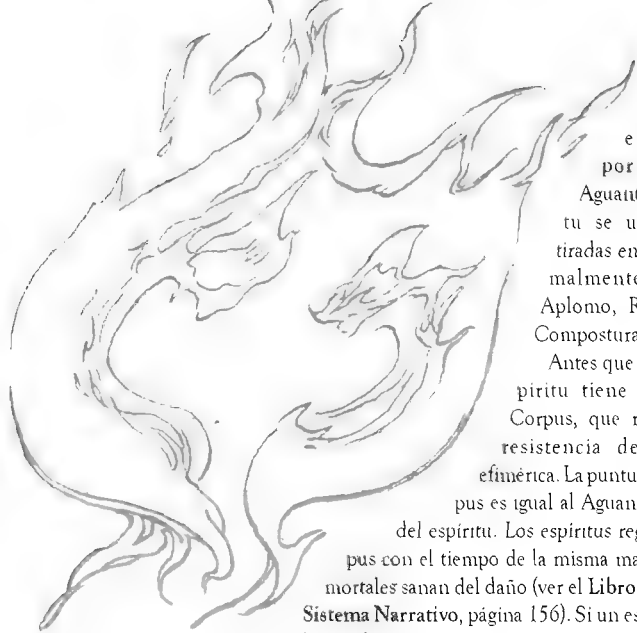 e
por
Aguant
tu se u
tiradas en
malmente
Aplomo, R
Compostura
Antes que
piritu tiene
Corpus, que r
resistencia de
efimérica. La puntu
pus es igual al Aguan
del espíritu. Los espíritus reg
pus con el tiempo de la misma ma
mortales sanan del daño (ver el Libro
Sistema Narrativo, página 156). Si un es